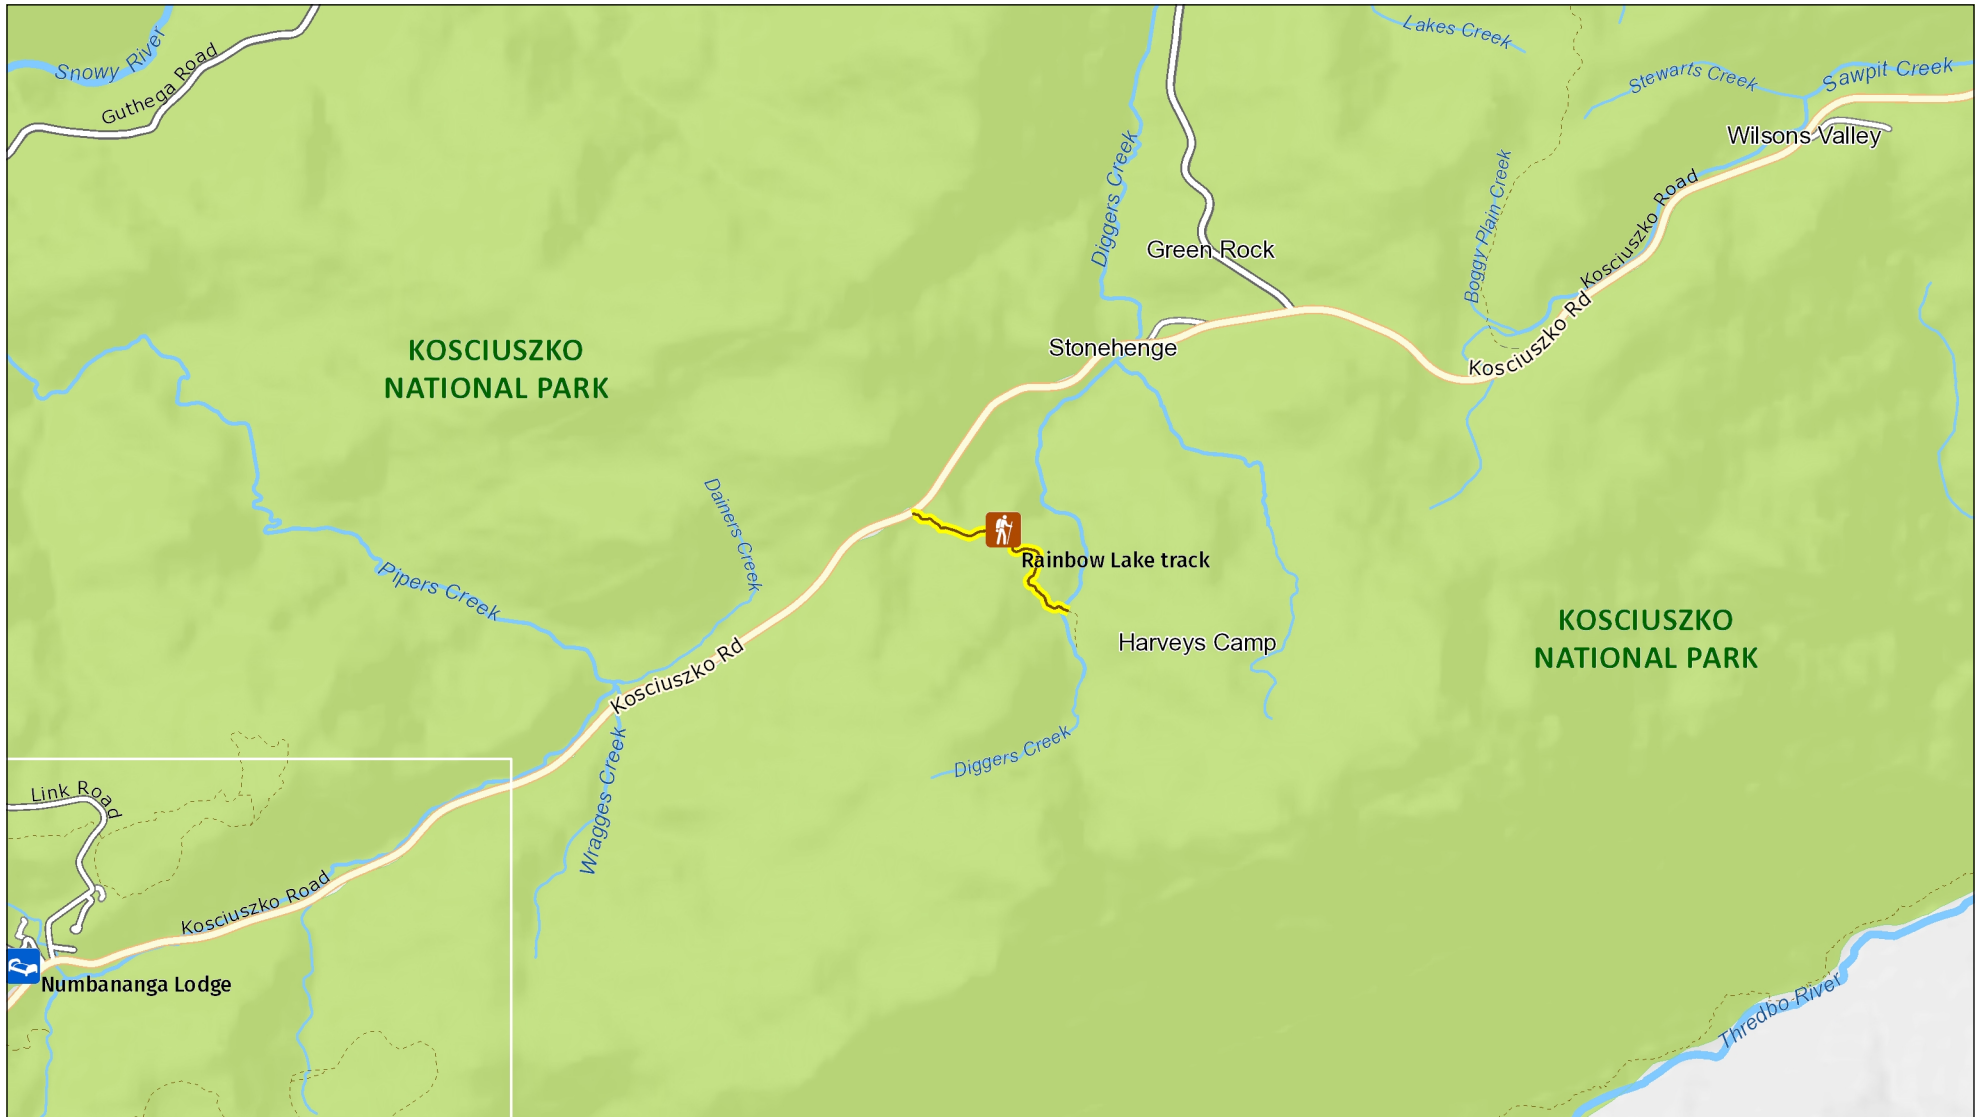 Snowy River
Guthega Road
Lakes Creek
Stewarts Creek
Sawpit Creek
Wilsons Valley
Diggers Creek
Boggy Plain Creek
Kosciuszko Road
Green Rock
Kosciuszko Rd
Stonehenge
KOSCIUSZKO
NATIONAL PARK
Dainers Creek
Rainbow Lake track
Pipers Creek
Harveys Camp
KOSCIUSZKO
NATIONAL PARK
Kosciuszko Rd
Diggers Creek
Wragges Creek
Link Road
Kosciuszko Road
Numbananga Lodge
Thredbo River